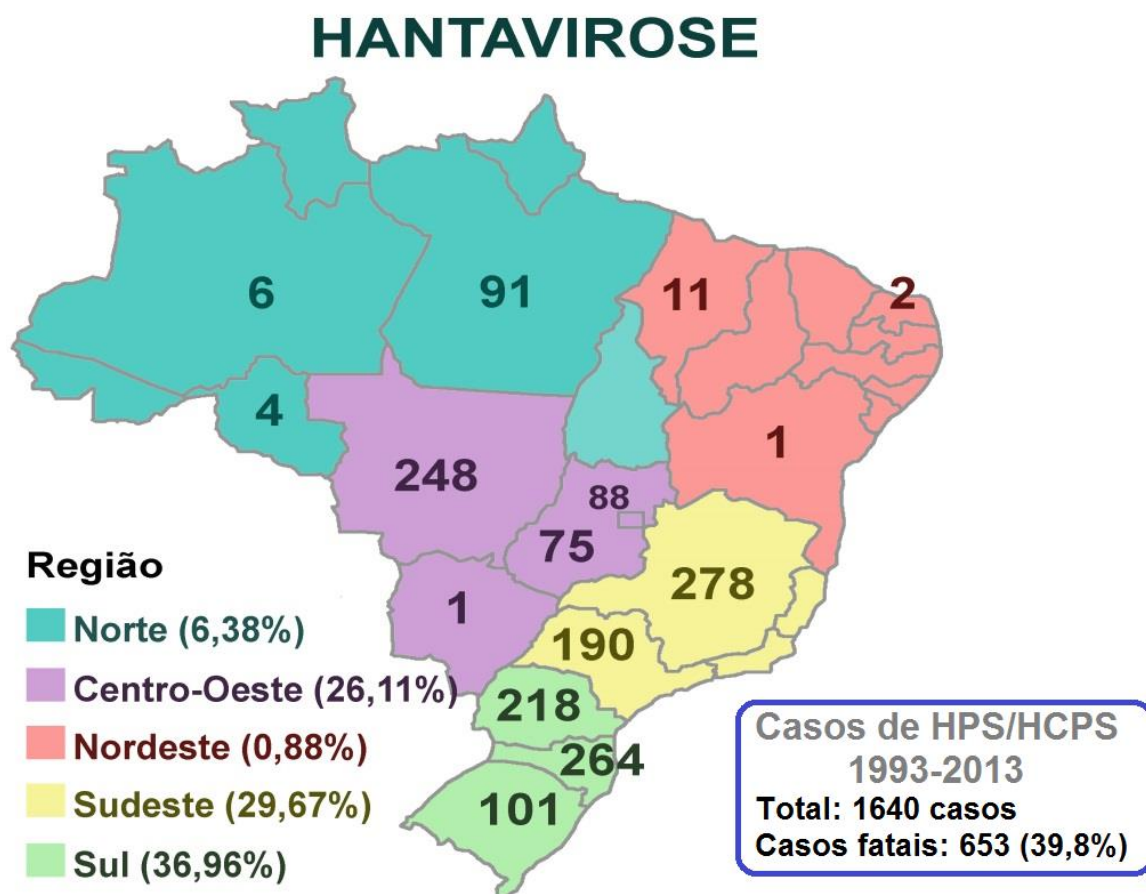 HANTAVIROSE
6
91
11
2
4
1
248
88
75
278
1
190
218
264
101
Região
Norte (6,38%)
Centro-Oeste (26,11%)
Nordeste (0,88%)
Sudeste (29,67%)
Sul (36,96%)
Casos de HPS/HCPS
1993-2013
Total: 1640 casos
Casos fatais: 653 (39,8%)